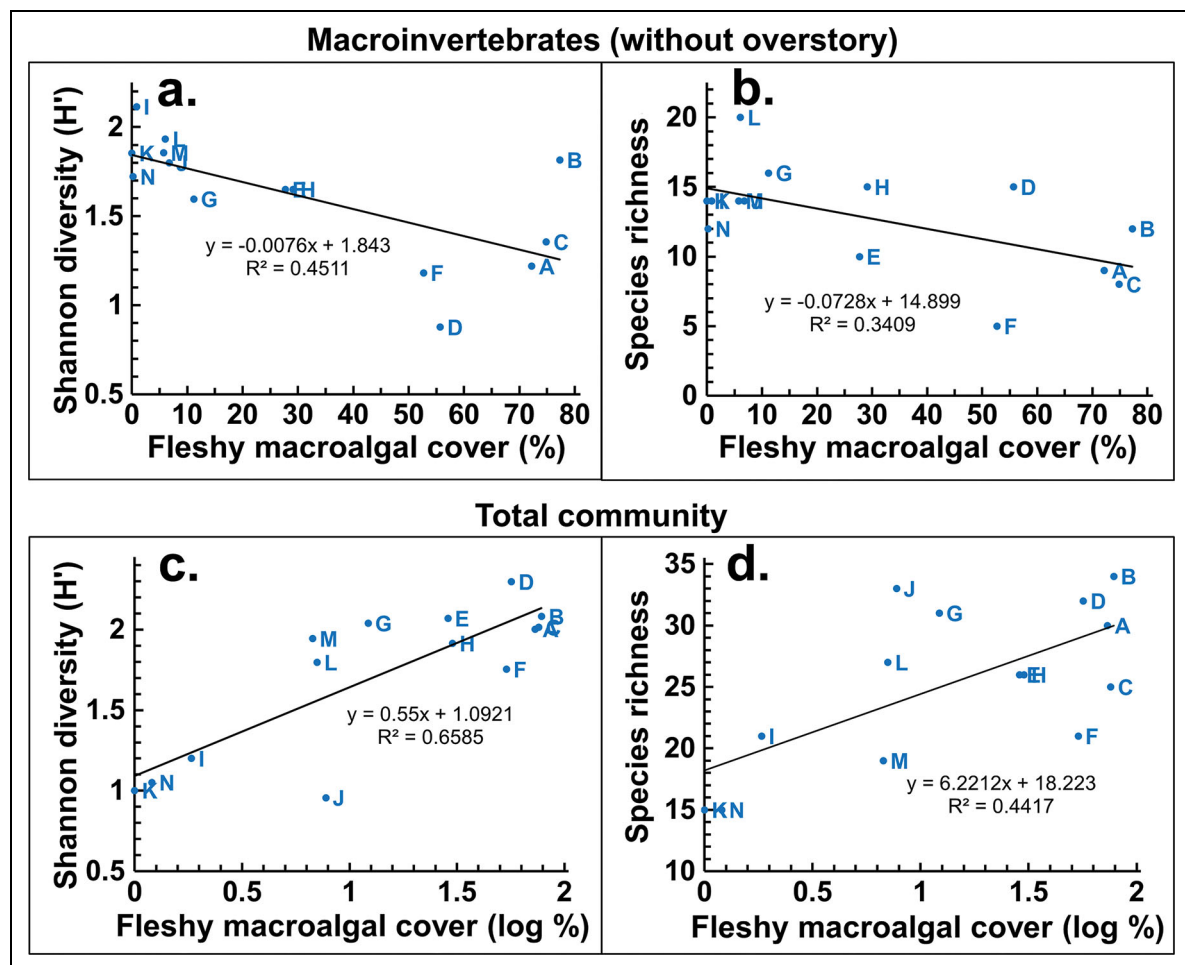 Macroinvertebrates (without overstory)
a.
Shannon diversity (H')
2
1.5
1
0.5
I
L
K
M
J
N
G
E
H
B
C
A
F
D
y = -0.0076x + 1.843
R² = 0.4511
0 10 20 30 40 50 60 70 80
Fleshy macroalgal cover (%)
b.
Species richness
20
15
10
5
0
L
G
H
D
I
K
M
J
N
B
E
A
C
F
y = -0.0728x + 14.899
R² = 0.3409
0 10 20 30 40 50 60 70 80
Fleshy macroalgal cover (%)
Total community
c.
Shannon diversity (H')
2
1.5
1
0.5
D
B
E
G
C
A
M
H
L
F
I
N
K
J
y = 0.55x + 1.0921
R² = 0.6585
0 0.5 1 1.5 2
Fleshy macroalgal cover (log %)
d.
Species richness
35
30
25
20
15
10
B
J
D
G
A
L
E
H
C
I
F
M
K
N
y = 6.2212x + 18.223
R² = 0.4417
0 0.5 1 1.5 2
Fleshy macroalgal cover (log %)